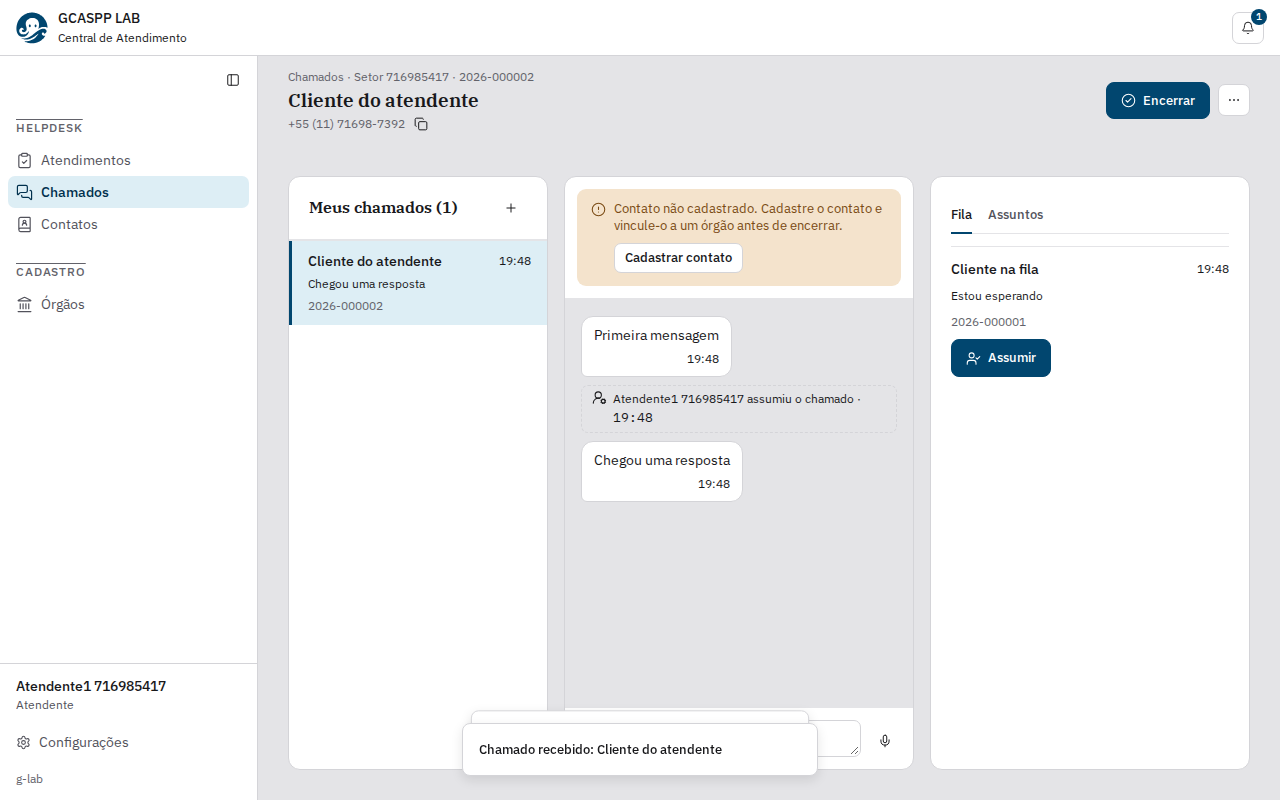 GCASPP LAB
Central de Atendimento
1
HELPDESK
Atendimentos
Chamados
Contatos
CADASTRO
Órgãos
Atendente1 716985417
Atendente
Configurações
g-lab
Chamados · Setor 716985417 · 2026-000002
Cliente do atendente
+55 (11) 71698-7392
Encerrar
Meus chamados (1)
Cliente do atendente 19:48
Chegou uma resposta
2026-000002
Contato não cadastrado. Cadastre o contato e
vincule-o a um órgão antes de encerrar.
Cadastrar contato
Primeira mensagem
19:48
Atendente1 716985417 assumiu o chamado ·
19:48
Chegou uma resposta
19:48
Chamado recebido: Cliente do atendente
Fila Assuntos
Cliente na fila 19:48
Estou esperando
2026-000001
Assumir